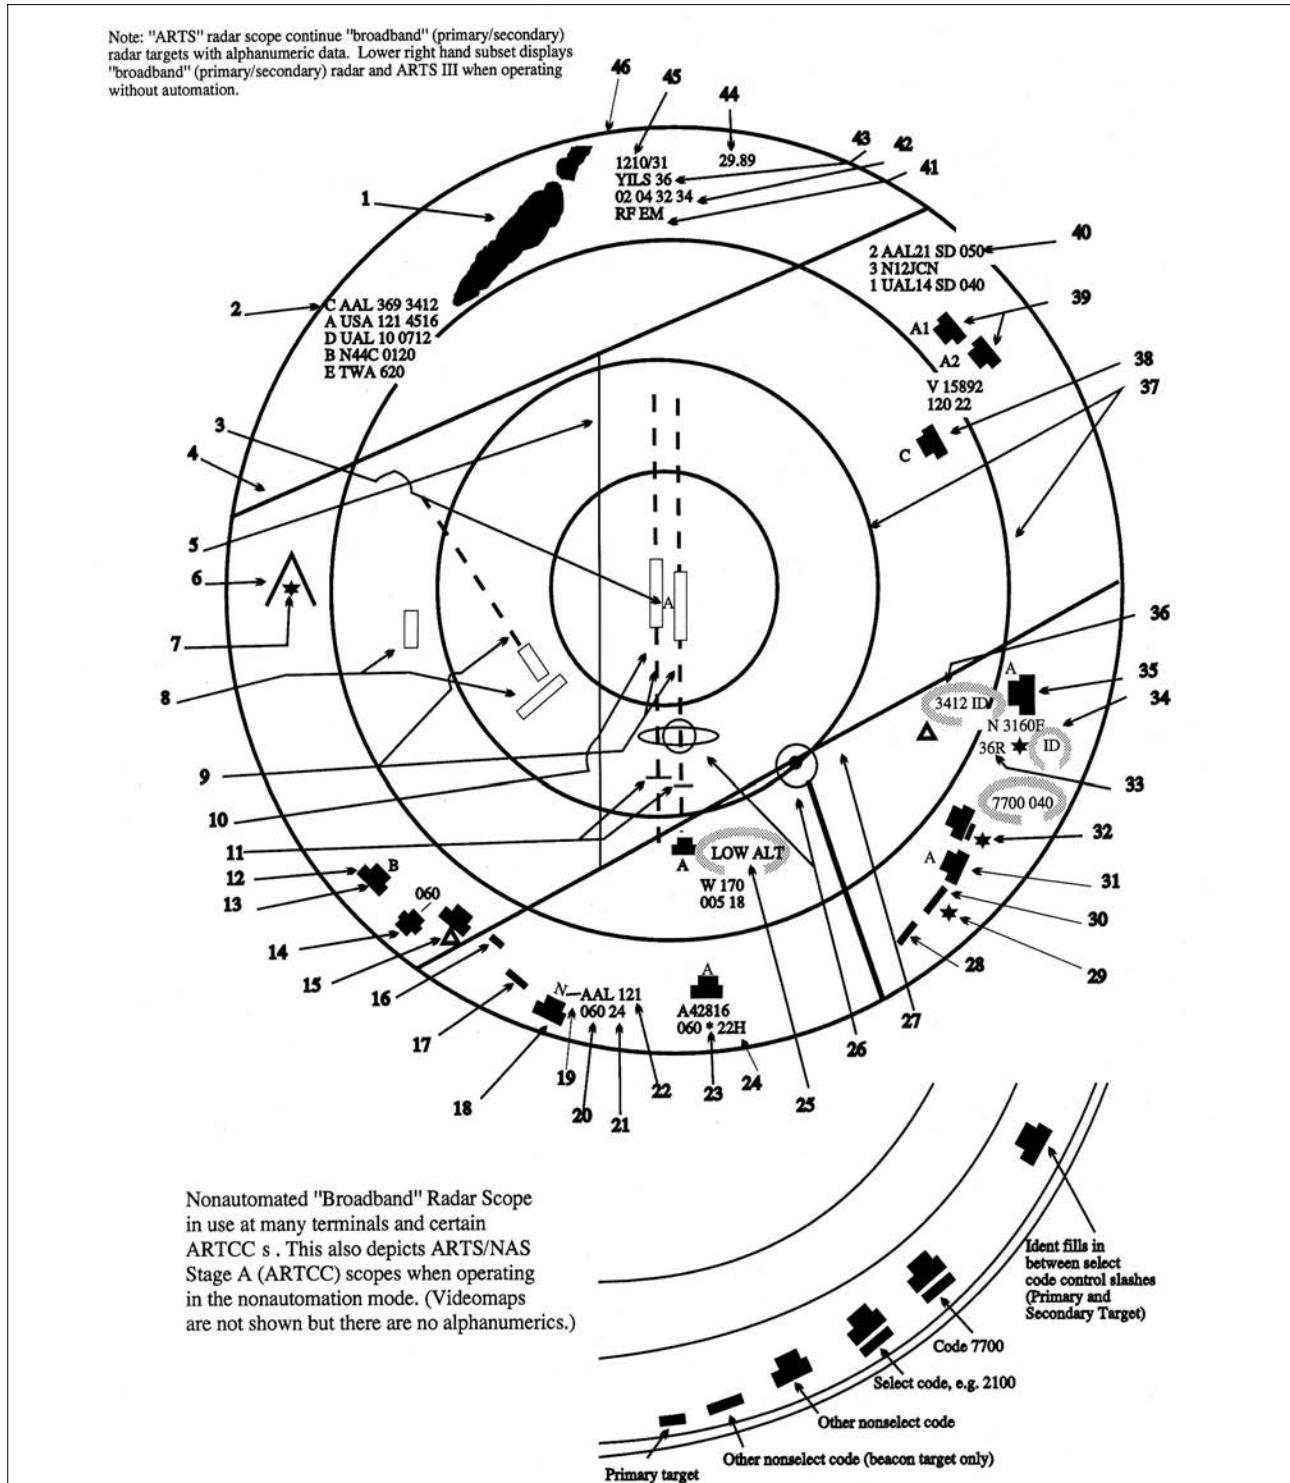 Note: "ARTS" radar scope continue "broadband" (primary/secondary)
radar targets with alphanumeric data. Lower right hand subset displays
"broadband" (primary/secondary) radar and ARTS III when operating
without automation.
46
45
44
43
42
41
1210/31
29.89
YILS 36
02 04 32 34
RF EM
1
40
2 AAL21 SD 050
3 N12JCN
1 UAL14 SD 040
2
C AAL 369 3412
A USA 121 4516
D UAL 10 0712
B N44C 0120
E TWA 620
39
A1
A2
38
37
V 15892
120 22
C
3
4
5
6
7
A
8
36
A
35
34
3412 ID
N 3160F
36R
ID
33
9
10
7700 040
32
11
LOW ALT
A
W 170
005 18
A
31
12
B
13
060
14
30
29
28
15
16
17
N
AAL 121
060 24
A
A42816
060 * 22H
27
26
25
24
23
22
21
20
19
18
Nonautomated "Broadband" Radar Scope
in use at many terminals and certain
ARTCC s . This also depicts ARTS/NAS
Stage A (ARTCC) scopes when operating
in the nonautomation mode. (Videomaps
are not shown but there are no alphanumerics.)
Ident fills in
between select
code control slashes
(Primary and
Secondary Target)
Code 7700
Select code, e.g. 2100
Other nonselect code
Other nonselect code (beacon target only)
Primary target